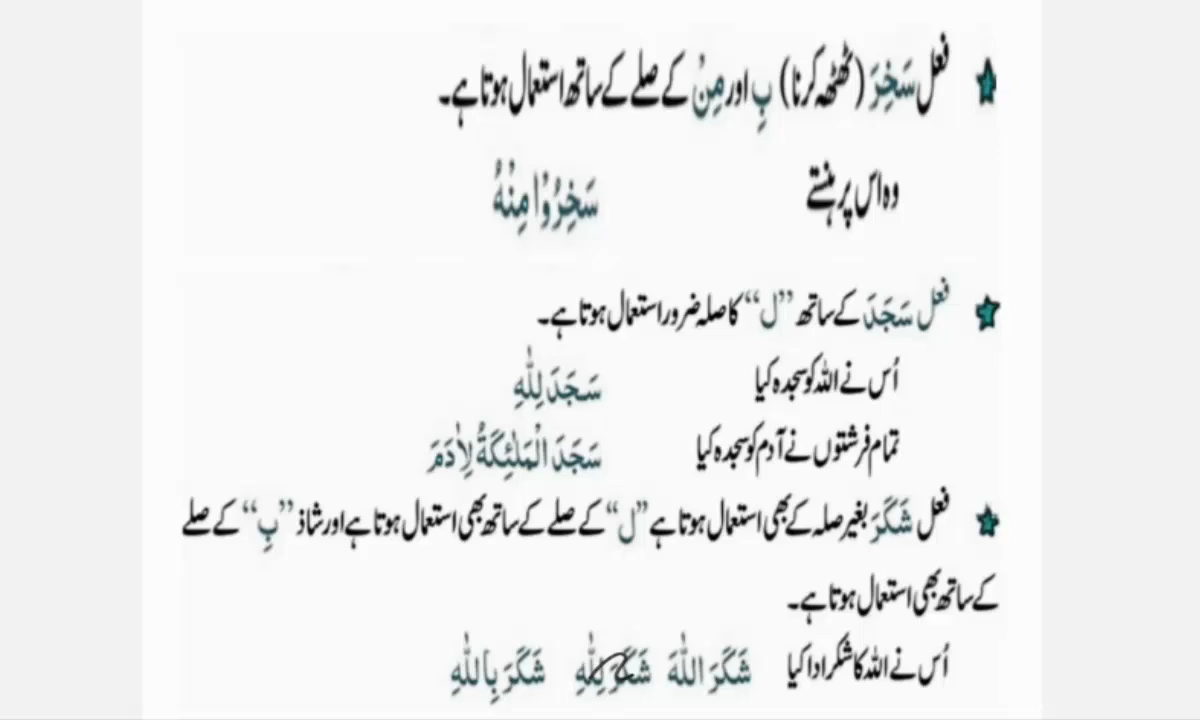 فعل سَخِرَ (ٹھٹھہ کرنا) بِ اور مِنْ کے صلے کے ساتھ استعمال ہوتا ہے۔
وہ اس پر ہنستے سَخِرُوْا مِنْهُ
فعل سَجَدَ کے ساتھ ”ل“ کا صلہ ضرور استعمال ہوتا ہے۔
اُس نے اللہ کو سجدہ کیا سَجَدَ لِلّٰهِ
تمام فرشتوں نے آدم کو سجدہ کیا سَجَدَ الْمَلٰئِكَةُ لِاٰدَمَ
فعل شَكَرَ بغیر صلہ کے بھی استعمال ہوتا ہے ”ل“ کے صلے کے ساتھ بھی استعمال ہوتا ہے اور شاذ ”بِ“ کے صلے
کے ساتھ بھی استعمال ہوتا ہے۔
اُس نے اللہ کا شکر ادا کیا شَكَرَ اللّٰهَ شَكَرَ لِلّٰهِ شَكَرَ بِاللّٰهِ